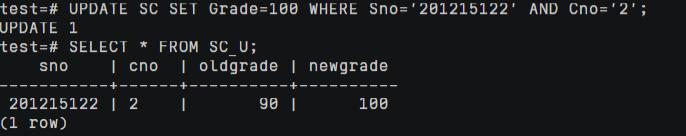 test=# UPDATE SC SET Grade=100 WHERE Sno='201215122' AND Cno='2';
UPDATE 1
test=# SELECT * FROM SC_U;
    sno    | cno | oldgrade | newgrade
-----------+-----+----------+----------
 201215122 | 2   |       90 |      100
(1 row)